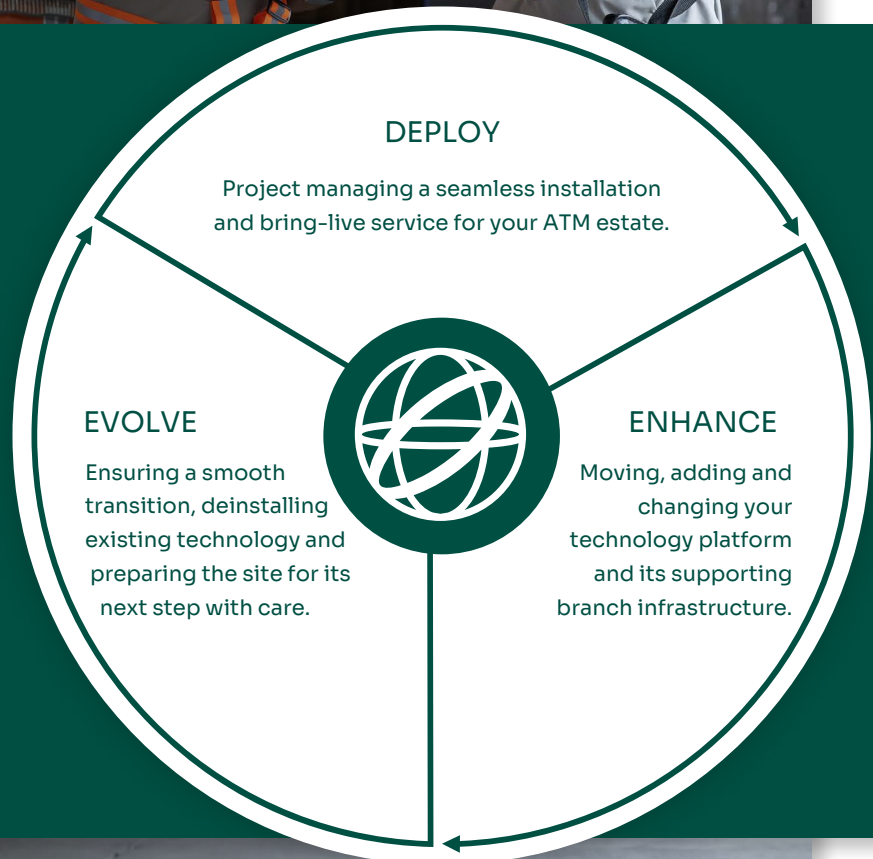 DEPLOY
Project managing a seamless installation
and bring-live service for your ATM estate.
EVOLVE
Ensuring a smooth
transition, deinstalling
existing technology and
preparing the site for its
next step with care.
ENHANCE
Moving, adding and
changing your
technology platform
and its supporting
branch infrastructure.